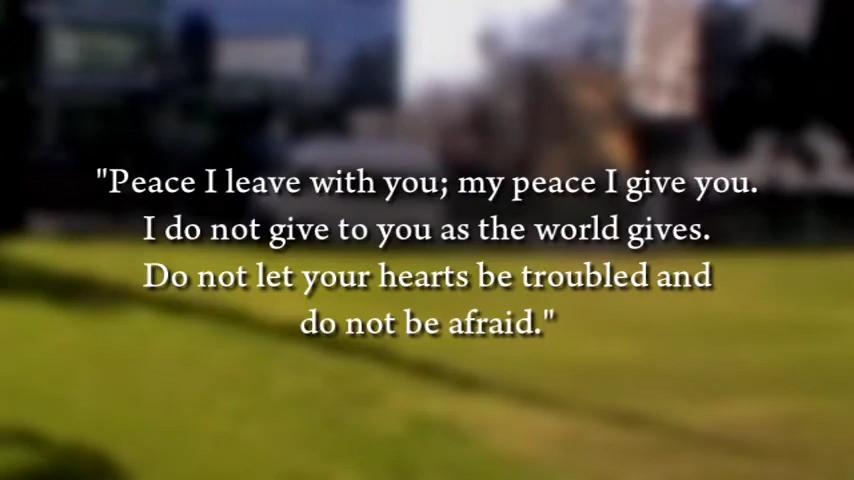 "Peace I leave with you; my peace I give you.
I do not give to you as the world gives.
Do not let your hearts be troubled and
do not be afraid."